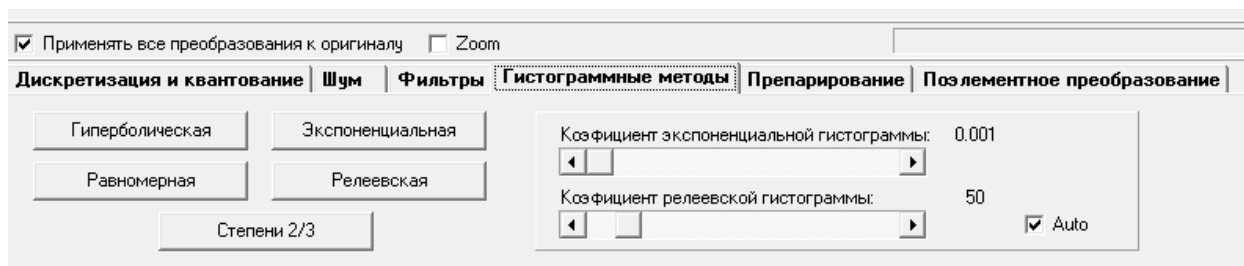 Применять все преобразования к оригиналу Zoom
Дискретизация и квантование Шум Фильтры Гистограммные методы Препарирование Поэлементное преобразование
Гиперболическая Экспоненциальная
Равномерная Релеевская
Степени 2/3
Коэфициент экспоненциальной гистограммы: 0.001
Коэфициент релеевской гистограммы: 50
Auto